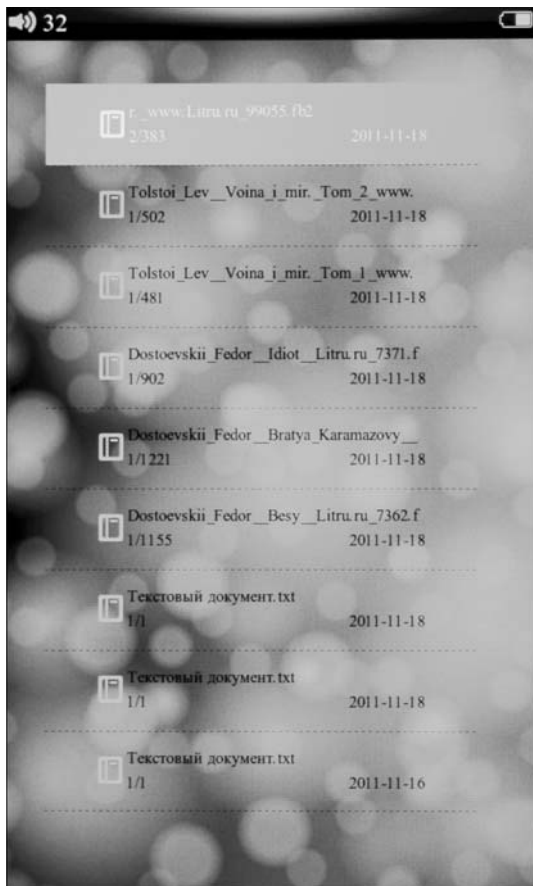 32
r._www.Litru.ru_99055.fb2
2/383 2011-11-18
Tolstoi_Lev__Voina_i_mir._Tom_2_www.
1/502 2011-11-18
Tolstoi_Lev__Voina_i_mir._Tom_1_www.
1/481 2011-11-18
Dostoevskii_Fedor__Idiot__Litru.ru_7371.f
1/902 2011-11-18
Dostoevskii_Fedor__Bratya_Karamazovy__
1/1221 2011-11-18
Dostoevskii_Fedor__Besy__Litru.ru_7362.f
1/1155 2011-11-18
Текстовый документ.txt
1/1 2011-11-18
Текстовый документ.txt
1/1 2011-11-18
Текстовый документ.txt
1/1 2011-11-16